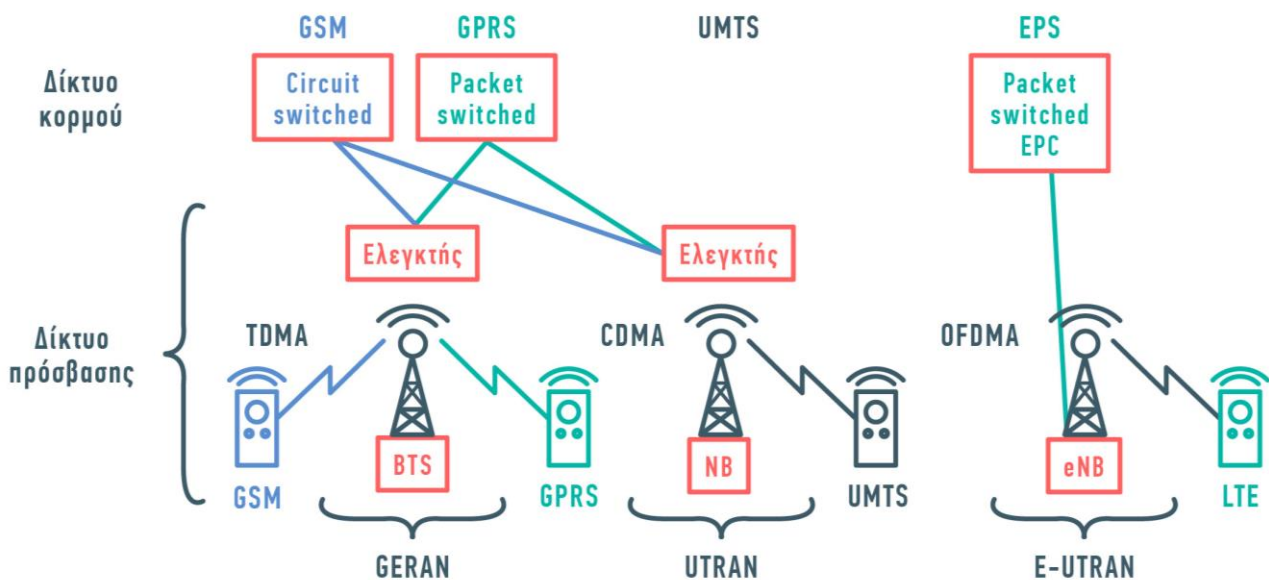 GSM
GPRS
UMTS
EPS
Δίκτυο
κορμού
Circuit
switched
Packet
switched
Packet
switched
EPC
Ελεγκτής
Ελεγκτής
Δίκτυο
πρόσβασης
TDMA
CDMA
OFDMA
BTS
NB
eNB
GSM
GPRS
UMTS
LTE
GERAN
UTRAN
E-UTRAN